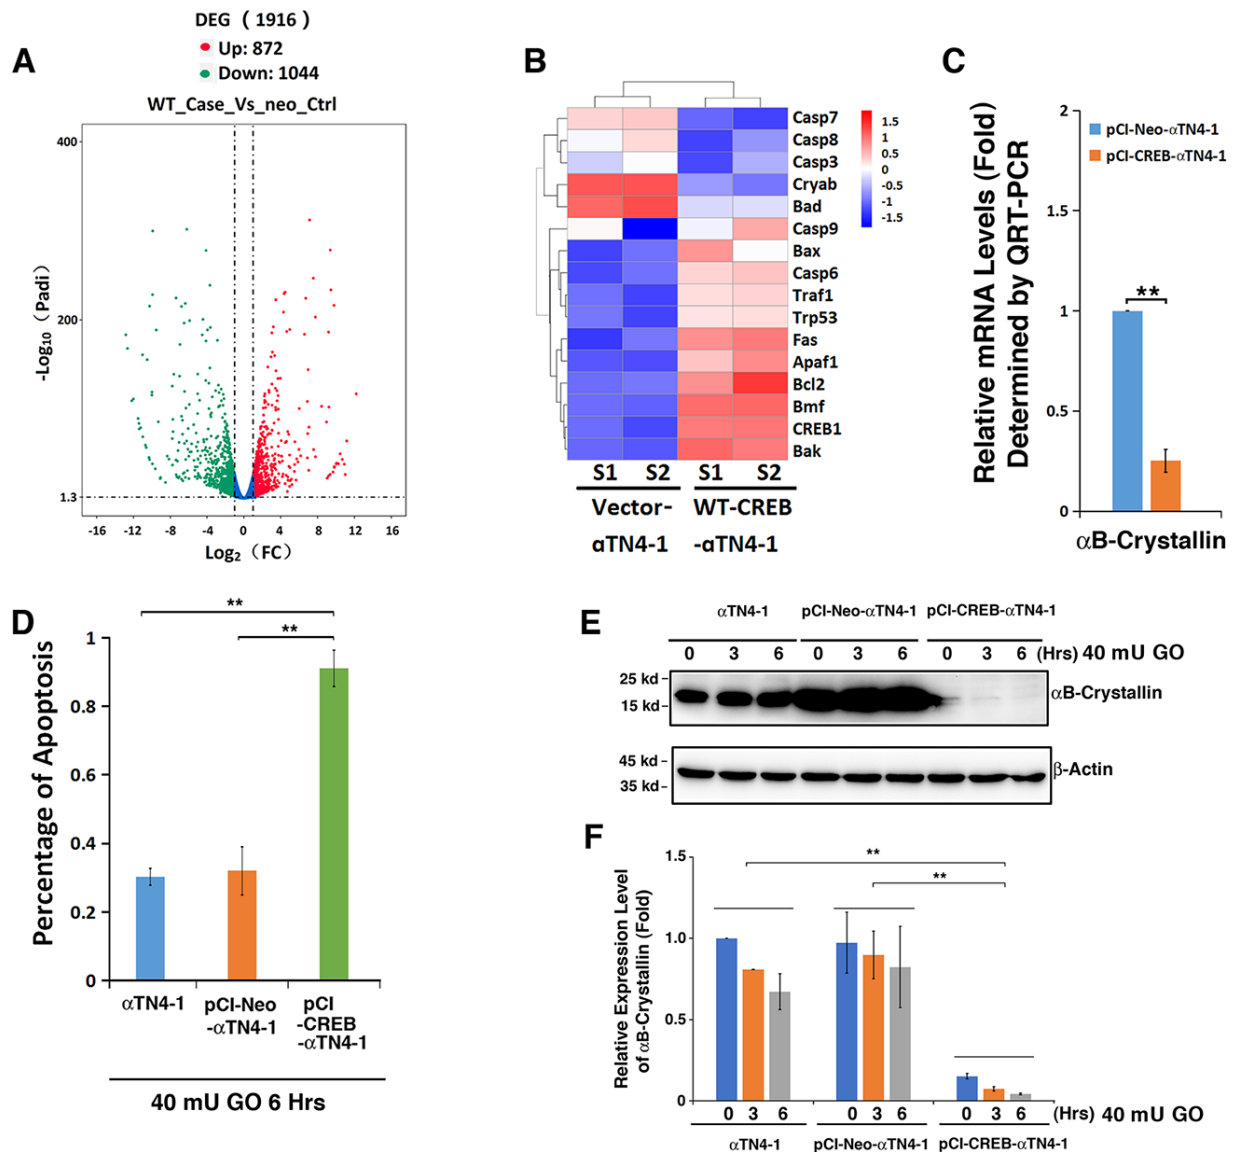 A
DEG ( 1916 )
Up: 872
Down: 1044
WT_Case_Vs_neo_Ctrl
-Log10 ( Padi )
400
200
1.3
-16 -12 -8 -4 0 4 8 12 16
Log2 ( FC )
B
Casp7
Casp8
Casp3
Cryab
Bad
Casp9
Bax
Casp6
Traf1
Trp53
Fas
Apaf1
Bcl2
Bmf
CREB1
Bak
1.5
1
0.5
0
-0.5
-1
-1.5
S1 S2 S1 S2
Vector- WT-CREB
αTN4-1 -αTN4-1
C
Relative mRNA Levels (Fold)
Determined by QRT-PCR
2
1.5
1
0.5
0
pCI-Neo-αTN4-1
pCI-CREB-αTN4-1
**
αB-Crystallin
D
Percentage of Apoptosis
1
0.8
0.6
0.4
0.2
0
**
**
αTN4-1
pCI-Neo
-αTN4-1
pCI
-CREB
-αTN4-1
40 mU GO 6 Hrs
E
αTN4-1 pCI-Neo-αTN4-1 pCI-CREB-αTN4-1
0 3 6 0 3 6 0 3 6 (Hrs) 40 mU GO
25 kd
15 kd
αB-Crystallin
45 kd
35 kd
β-Actin
F
Relative Expression Level
of αB-Crystallin (Fold)
1.5
1.0
0.5
0
**
**
0 3 6 0 3 6 0 3 6 (Hrs) 40 mU GO
αTN4-1 pCI-Neo-αTN4-1 pCI-CREB-αTN4-1